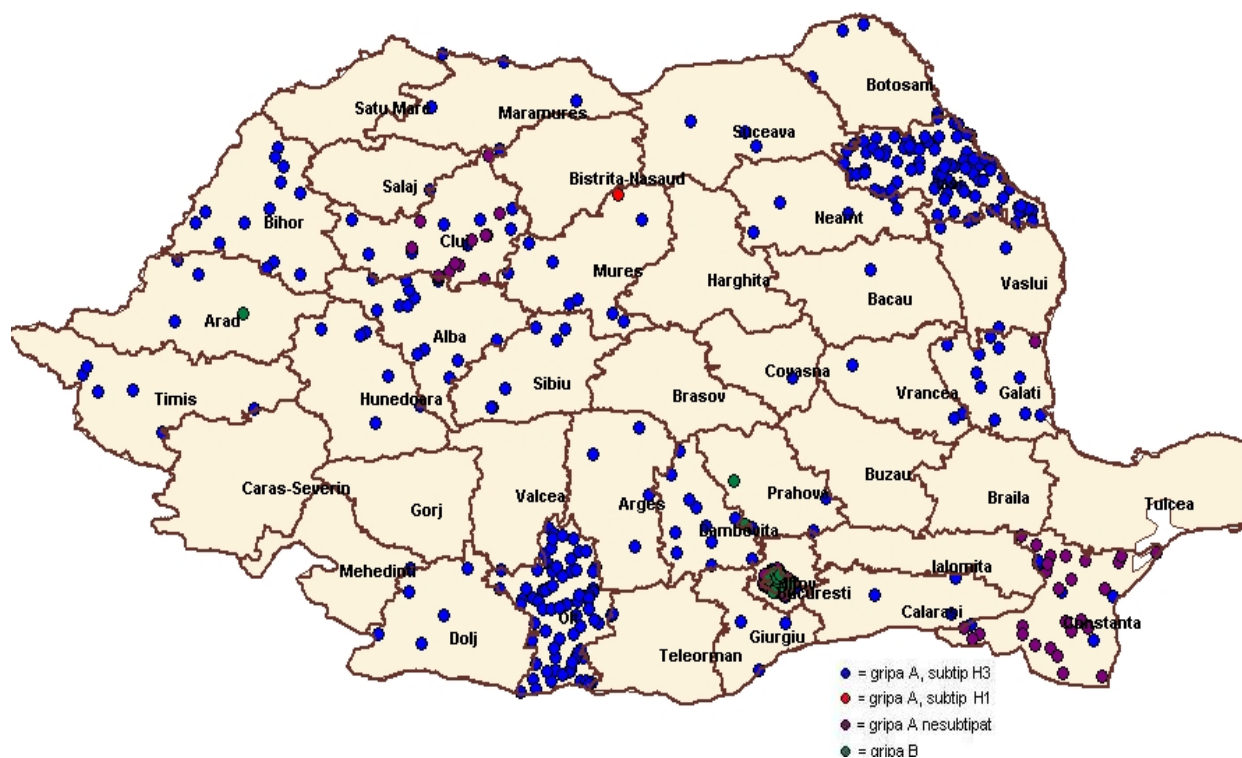 Botosani
Satu Mare
Maramures
Suceava
Salaj
Bistrita-Nasaud
Bihor
Cluj
Neamt
Mures
Harghita
Bacau
Vaslui
Arad
Alba
Timis
Hunedoara
Sibiu
Brasov
Covasna
Vrancea
Galati
Caras-Severin
Gorj
Valcea
Arges
Prahova
Buzau
Braila
Tulcea
Dambovita
Mehedinti
Ialomita
Ilfov
Bucuresti
Calarasi
Constanta
Dolj
Olt
Teleorman
Giurgiu
= gripa A, subtip H3
= gripa A, subtip H1
= gripa A nesubtipat
= gripa B